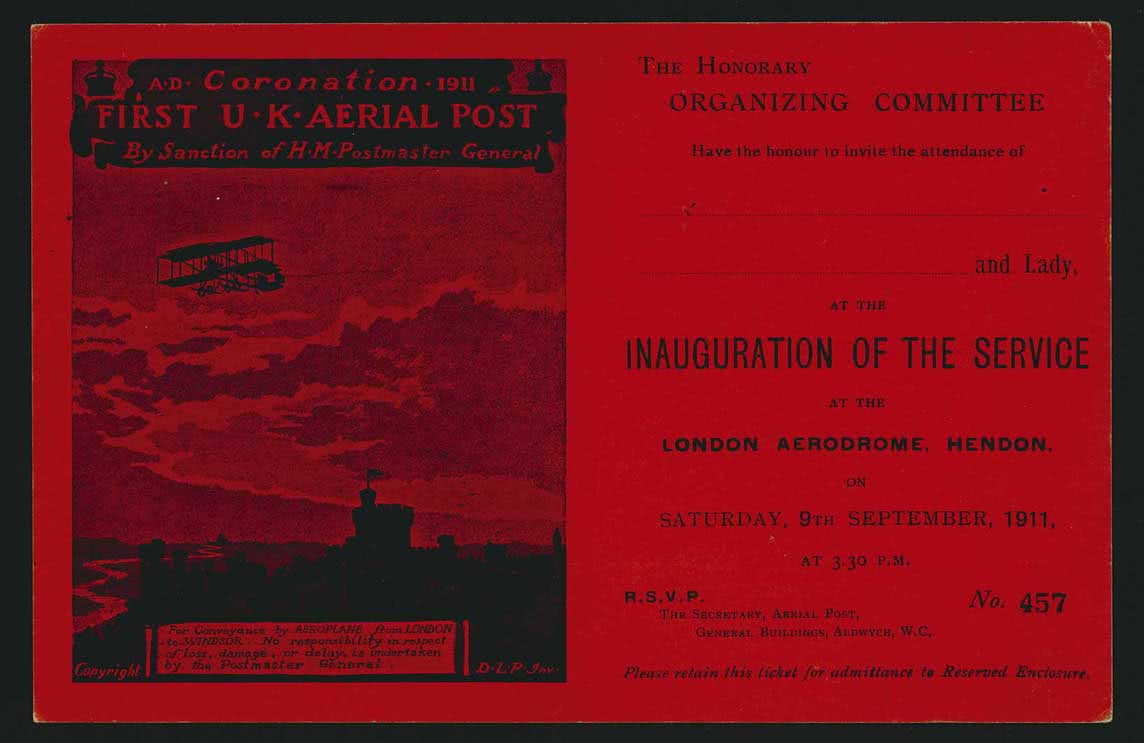 A·D· Coronation · 1911
FIRST U·K·AERIAL POST
By Sanction of H·M·Postmaster General
For Conveyance by AEROPLANE from LONDON
to WINDSOR. No responsibility in respect
of loss, damage, or delay, is undertaken
by the Postmaster General.
Copyright
D·L·P·Inv·
THE HONORARY
ORGANIZING COMMITTEE
Have the honour to invite the attendance of
and Lady,
AT THE
INAUGURATION OF THE SERVICE
AT THE
LONDON AERODROME, HENDON,
ON
SATURDAY, 9TH SEPTEMBER, 1911,
AT 3.30 P.M.
R.S.V.P.
THE SECRETARY, AERIAL POST,
GENERAL BUILDINGS, ALDWYCH, W.C.
No. 457
Please retain this ticket for admittance to Reserved Enclosure.